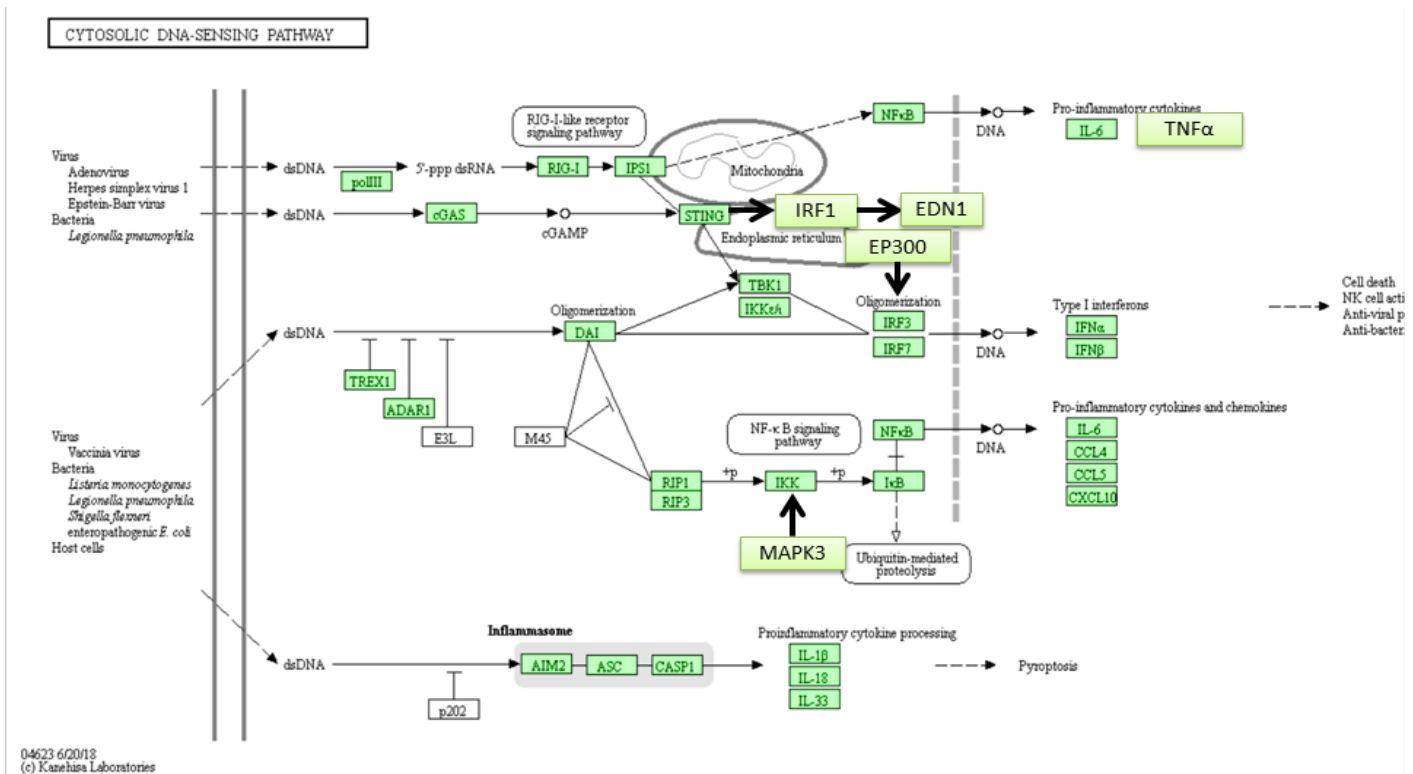 CYTOSOLIC DNA-SENSING PATHWAY
RIG-I-like receptor
signaling pathway
NFκB
DNA
Pro-inflammatory cytokines
IL-6
TNFα
Virus
Adenovirus
Herpes simplex virus 1
Epstein-Barr virus
Bacteria
Legionella pneumophila
dsDNA
polIII
5'-ppp dsRNA
RIG-I
IPS1
Mitochondria
dsDNA
cGAS
cGAMP
STING
IRF1
EDN1
Endoplasmic reticulum
EP300
TBK1
IKKε/ι
Oligomerization
IRF3
IRF7
DNA
Type I interferons
IFNα
IFNβ
Cell death
NK cell acti
Anti-viral p
Anti-bacter
Oligomerization
dsDNA
DAI
TREX1
ADAR1
E3L
M45
Virus
Vaccinia virus
Bacteria
Listeria monocytogenes
Legionella pneumophila
Shigella flexneri
enteropathogenic E. coli
Host cells
NF-κ B signaling
pathway
NFκB
DNA
Pro-inflammatory cytokines and chemokines
IL-6
CCL4
CCL5
CXCL10
RIP1
RIP3
+p
IKK
+p
IκB
MAPK3
Ubiquitin-mediated
proteolysis
Inflammasome
dsDNA
AIM2
ASC
CASP1
p202
Proinflammatory cytokine processing
IL-1β
IL-18
IL-33
Pyroptosis
04623 6/20/18
(c) Kanehisa Laboratories